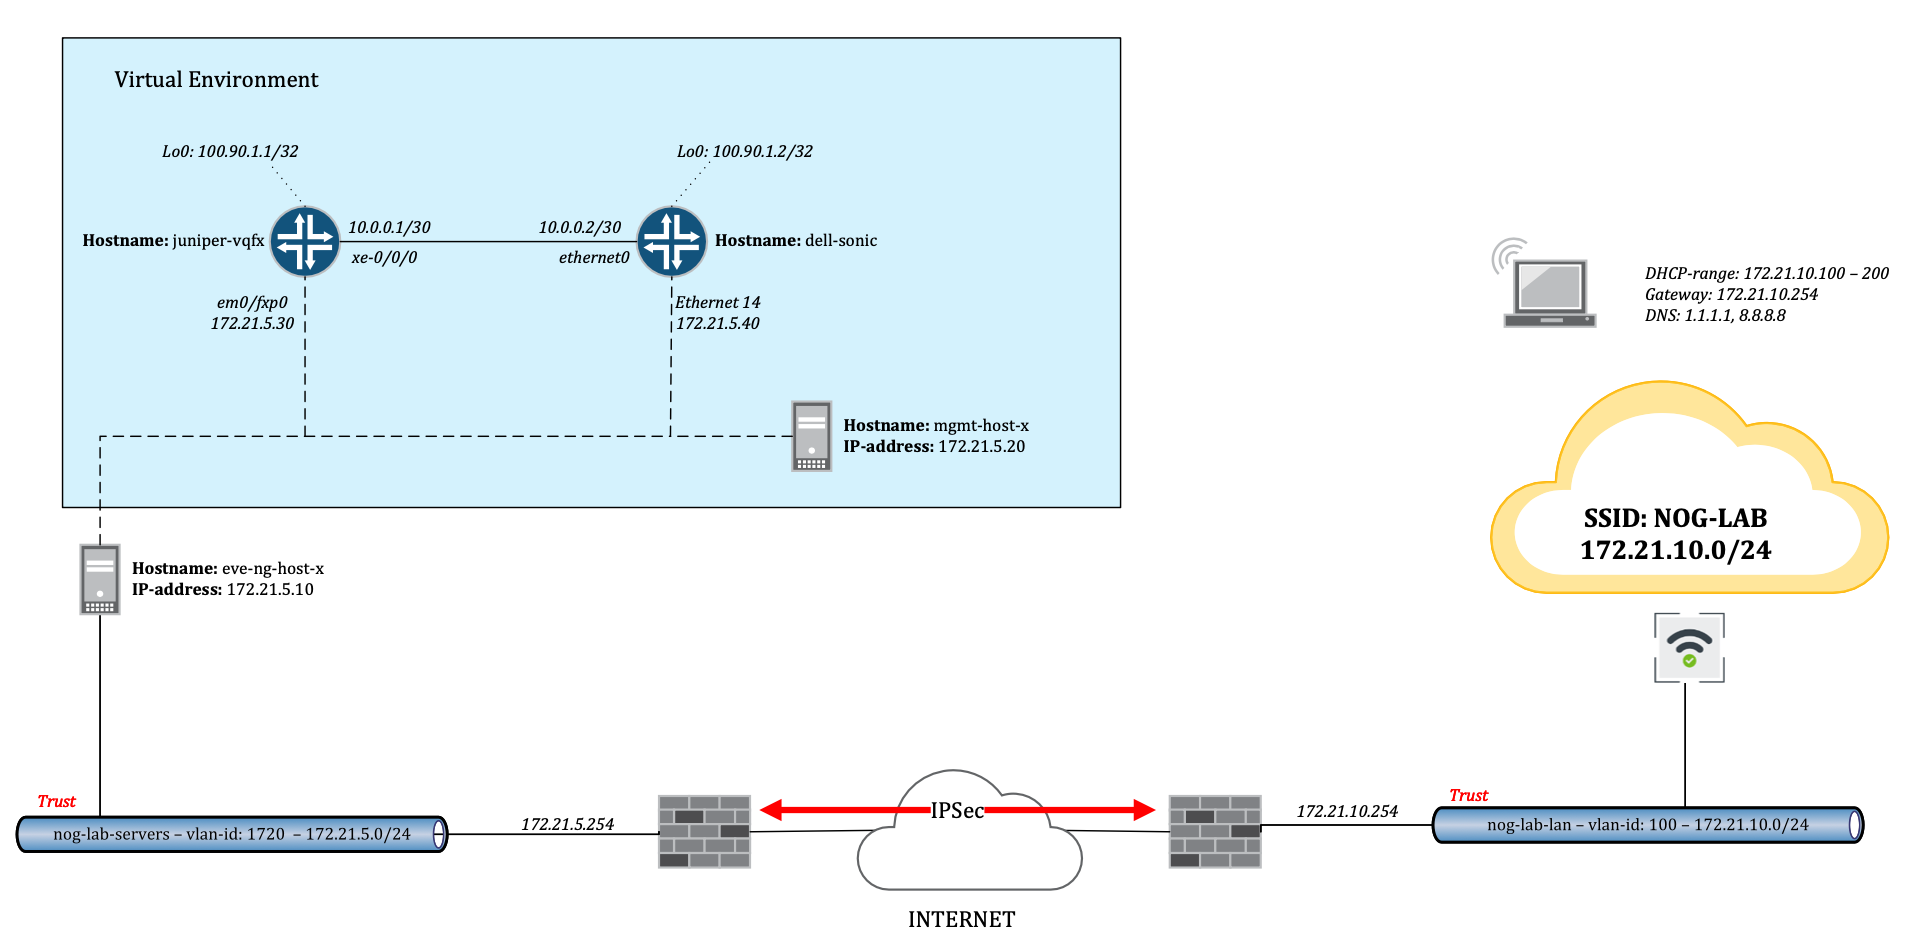 Virtual Environment
Lo0: 100.90.1.1/32
Lo0: 100.90.1.2/32
Hostname: juniper-vqfx
10.0.0.1/30
xe-0/0/0
10.0.0.2/30
ethernet0
Hostname: dell-sonic
em0/fxp0
172.21.5.30
Ethernet 14
172.21.5.40
Hostname: mgmt-host-x
IP-address: 172.21.5.20
DHCP-range: 172.21.10.100 – 200
Gateway: 172.21.10.254
DNS: 1.1.1.1, 8.8.8.8
SSID: NOG-LAB
172.21.10.0/24
Hostname: eve-ng-host-x
IP-address: 172.21.5.10
Trust
nog-lab-servers – vlan-id: 1720 – 172.21.5.0/24
172.21.5.254
IPSec
INTERNET
172.21.10.254
Trust
nog-lab-lan – vlan-id: 100 – 172.21.10.0/24